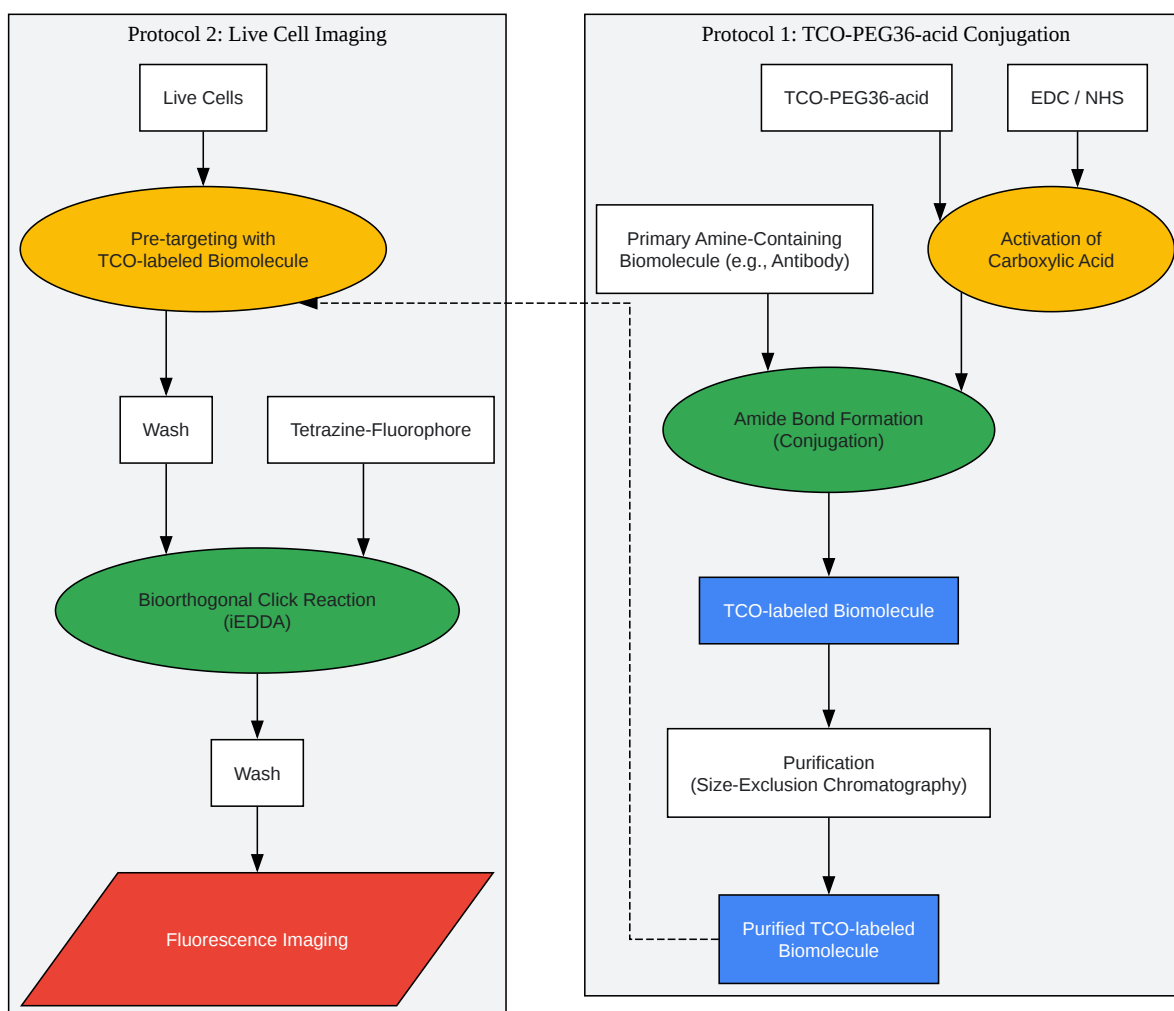 Protocol 2: Live Cell Imaging
Live Cells
Pre-targeting with
TCO-labeled Biomolecule
Wash
Tetrazine-Fluorophore
Bioorthogonal Click Reaction
(iEDDA)
Wash
Fluorescence Imaging
Protocol 1: TCO-PEG36-acid Conjugation
TCO-PEG36-acid
EDC / NHS
Primary Amine-Containing
Biomolecule (e.g., Antibody)
Activation of
Carboxylic Acid
Amide Bond Formation
(Conjugation)
TCO-labeled Biomolecule
Purification
(Size-Exclusion Chromatography)
Purified TCO-labeled
Biomolecule